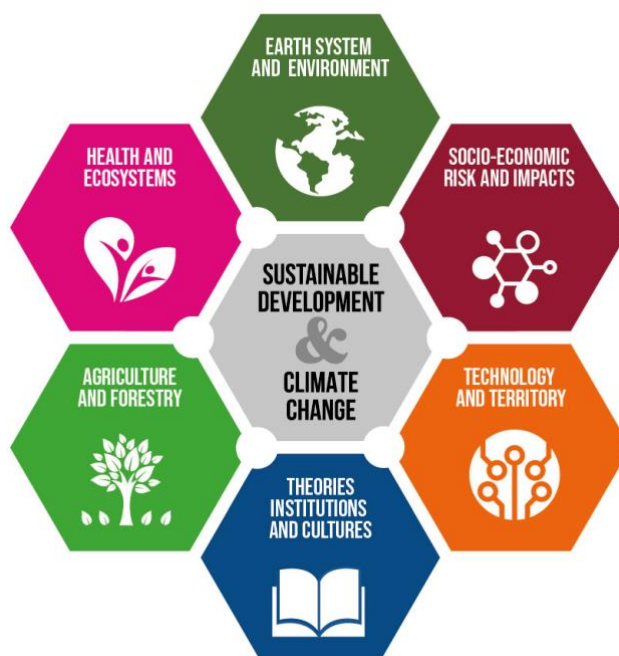 EARTH SYSTEM
AND ENVIRONMENT
HEALTH AND
ECOSYSTEMS
SOCIO-ECONOMIC
RISK AND IMPACTS
SUSTAINABLE
DEVELOPMENT
&
CLIMATE
CHANGE
AGRICULTURE
AND FORESTRY
TECHNOLOGY
AND TERRITORY
THEORIES
INSTITUTIONS
AND CULTURES